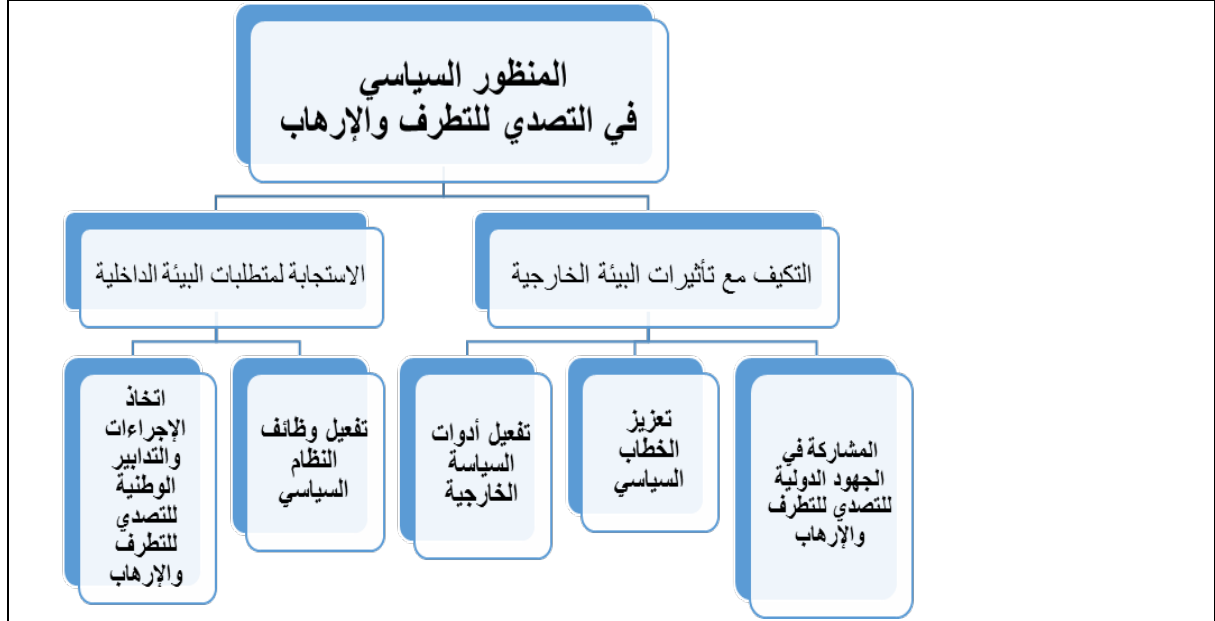 المنظور السياسي
في التصدي للتطرف والإرهاب
التكيف مع تأثيرات البيئة الخارجية
الاستجابة لمتطلبات البيئة الداخلية
المشاركة في
الجهود الدولية
للتصدي للتطرف
والإرهاب
تعزيز
الخطاب
السياسي
تفعيل أدوات
السياسة
الخارجية
تفعيل وظائف
النظام
السياسي
اتخاذ
الإجراءات
والتدابير
الوطنية
للتصدي
للتطرف
والإرهاب